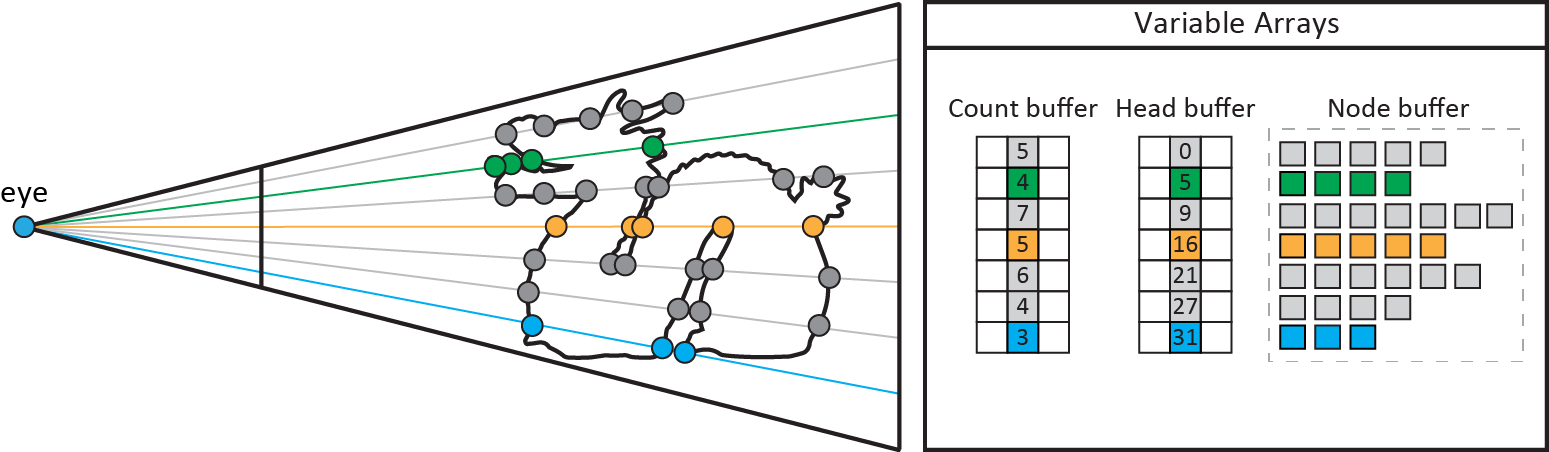 eye
Variable Arrays
Count buffer Head buffer Node buffer
5 0
4 5
7 9
5 16
6 21
4 27
3 31